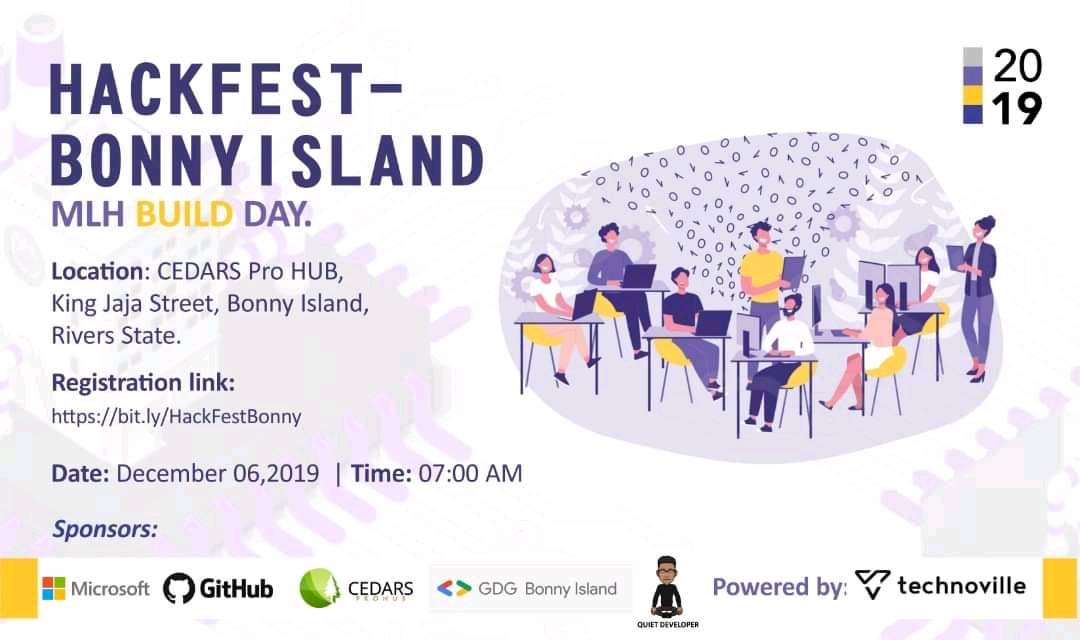 HACKFEST-
BONNY ISLAND
MLH BUILD DAY.
20
19
Location: CEDARS Pro HUB,
King Jaja Street, Bonny Island,
Rivers State.
Registration link:
https://bit.ly/HackFestBonny
Date: December 06,2019 | Time: 07:00 AM
Sponsors:
Microsoft GitHub CEDARS GDG Bonny Island Powered by: technoville
PROHUB
QUIET DEVELOPER